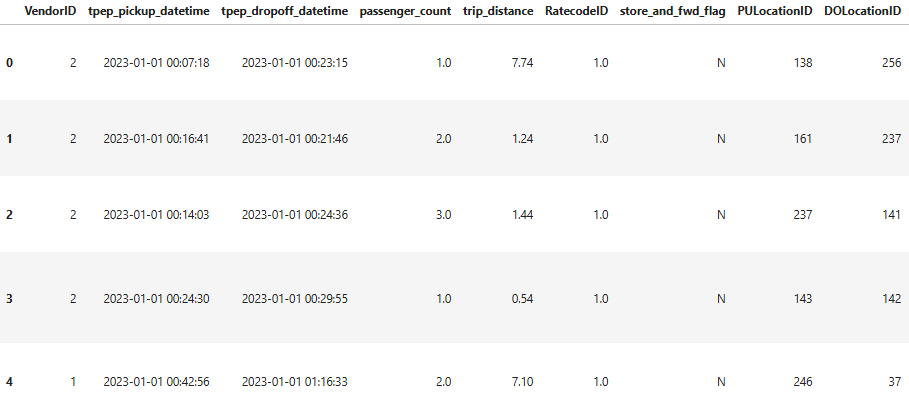 VendorID tpep_pickup_datetime tpep_dropoff_datetime passenger_count trip_distance RatecodeID store_and_fwd_flag PULocationID DOLocationID
0 2 2023-01-01 00:07:18 2023-01-01 00:23:15 1.0 7.74 1.0 N 138 256
1 2 2023-01-01 00:16:41 2023-01-01 00:21:46 2.0 1.24 1.0 N 161 237
2 2 2023-01-01 00:14:03 2023-01-01 00:24:36 3.0 1.44 1.0 N 237 141
3 2 2023-01-01 00:24:30 2023-01-01 00:29:55 1.0 0.54 1.0 N 143 142
4 1 2023-01-01 00:42:56 2023-01-01 01:16:33 2.0 7.10 1.0 N 246 37